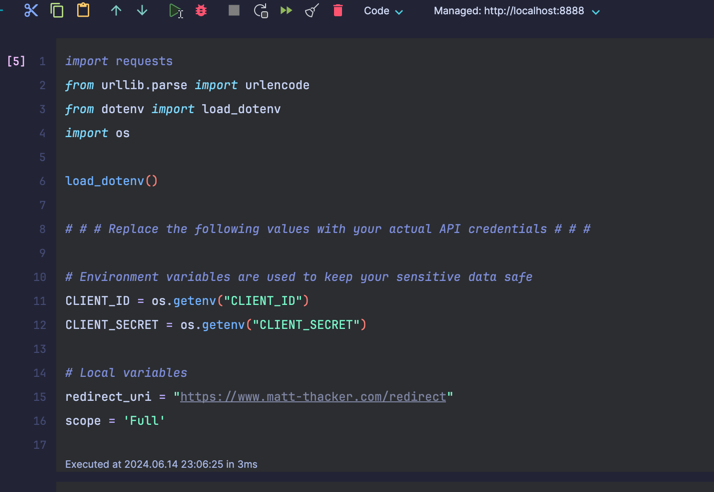 Code Managed: http://localhost:8888
[5] 1 import requests
2 from urllib.parse import urlencode
3 from dotenv import load_dotenv
4 import os
5
6 load_dotenv()
7
8 # # # Replace the following values with your actual API credentials # # #
9
10 # Environment variables are used to keep your sensitive data safe
11 CLIENT_ID = os.getenv("CLIENT_ID")
12 CLIENT_SECRET = os.getenv("CLIENT_SECRET")
13
14 # Local variables
15 redirect_uri = "https://www.matt-thacker.com/redirect"
16 scope = 'Full'
17
Executed at 2024.06.14 23:06:25 in 3ms